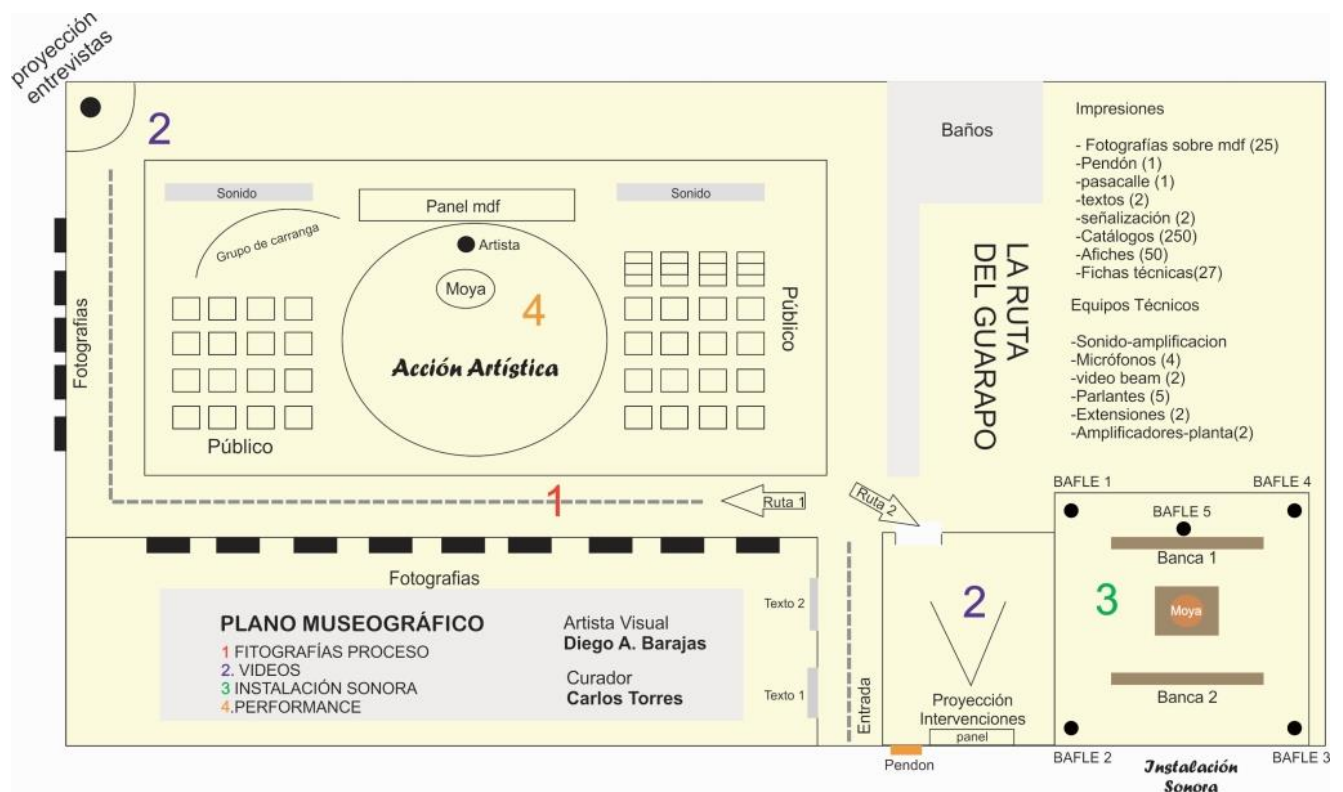 proyección
entrevistas
2
Sonido
Panel mdf
Sonido
Grupo de carranga
Artista
Moya
4
Acción Artística
Público
Público
Fotografias
1
Ruta 1
Ruta 2
Baños
LA RUTA
DEL GUARAPO
Impresiones
- Fotografías sobre mdf (25)
-Pendón (1)
-pasacalle (1)
-textos (2)
-señalización (2)
-Catálogos (250)
-Afiches (50)
-Fichas técnicas(27)
Equipos Técnicos
-Sonido-amplificacion
-Micrófonos (4)
-video beam (2)
-Parlantes (5)
-Extensiones (2)
-Amplificadores-planta(2)
Fotografias
PLANO MUSEOGRÁFICO
1 FITOGRAFÍAS PROCESO
2. VIDEOS
3 INSTALACIÓN SONORA
4.PERFORMANCE
Artista Visual
Diego A. Barajas
Curador
Carlos Torres
Texto 2
Texto 1
Entrada
2
Proyección
Intervenciones
panel
Pendon
BAFLE 1
BAFLE 4
BAFLE 5
Banca 1
3
Moya
Banca 2
BAFLE 2
BAFLE 3
Instalación
Sonora